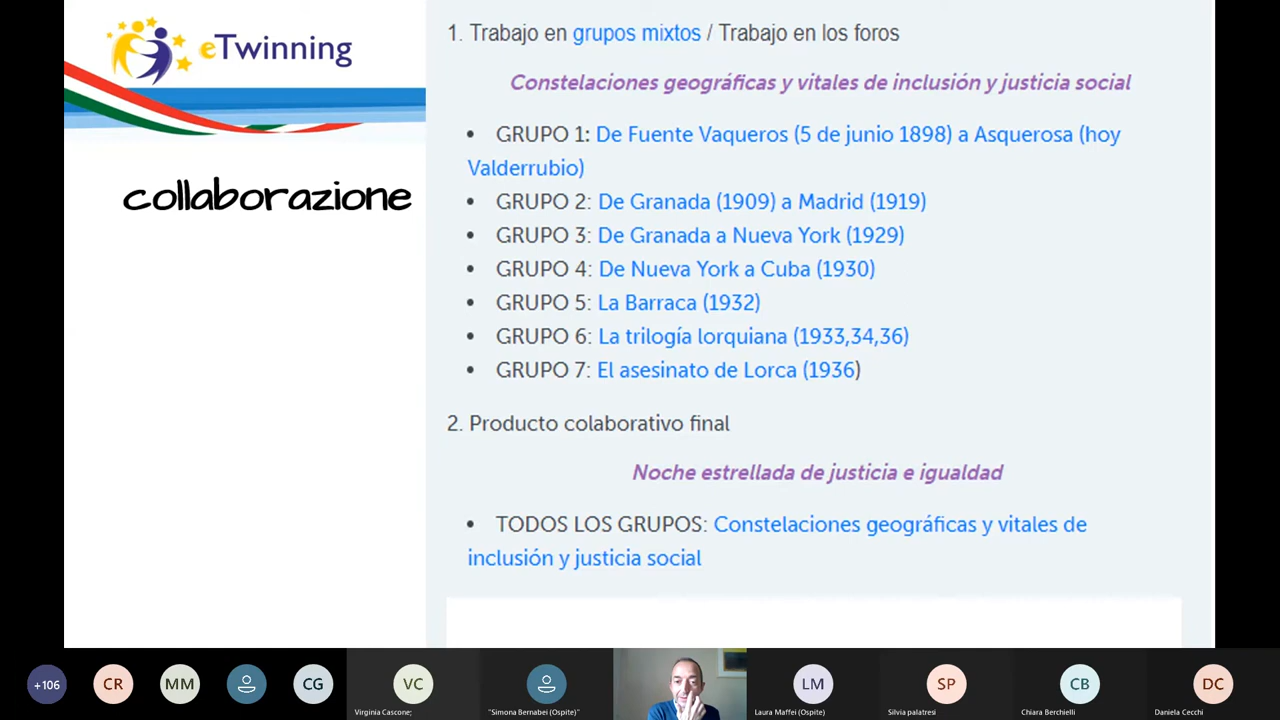 eTwinning
collaborazione
1. Trabajo en grupos mixtos / Trabajo en los foros
Constelaciones geográficas y vitales de inclusión y justicia social
• GRUPO 1: De Fuente Vaqueros (5 de junio 1898) a Asquerosa (hoy
Valderrubio)
• GRUPO 2: De Granada (1909) a Madrid (1919)
• GRUPO 3: De Granada a Nueva York (1929)
• GRUPO 4: De Nueva York a Cuba (1930)
• GRUPO 5: La Barraca (1932)
• GRUPO 6: La trilogía lorquiana (1933,34,36)
• GRUPO 7: El asesinato de Lorca (1936)
2. Producto colaborativo final
Noche estrellada de justicia e igualdad
• TODOS LOS GRUPOS: Constelaciones geográficas y vitales de
inclusión y justicia social
+106
CR
MM
CG
VC
LM
SP
CB
DC
Virginia Cascone;
"Simona Bernabei (Ospite)"
Laura Maffei (Ospite)
Silvia palatresi
Chiara Berchielli
Daniela Cecchi